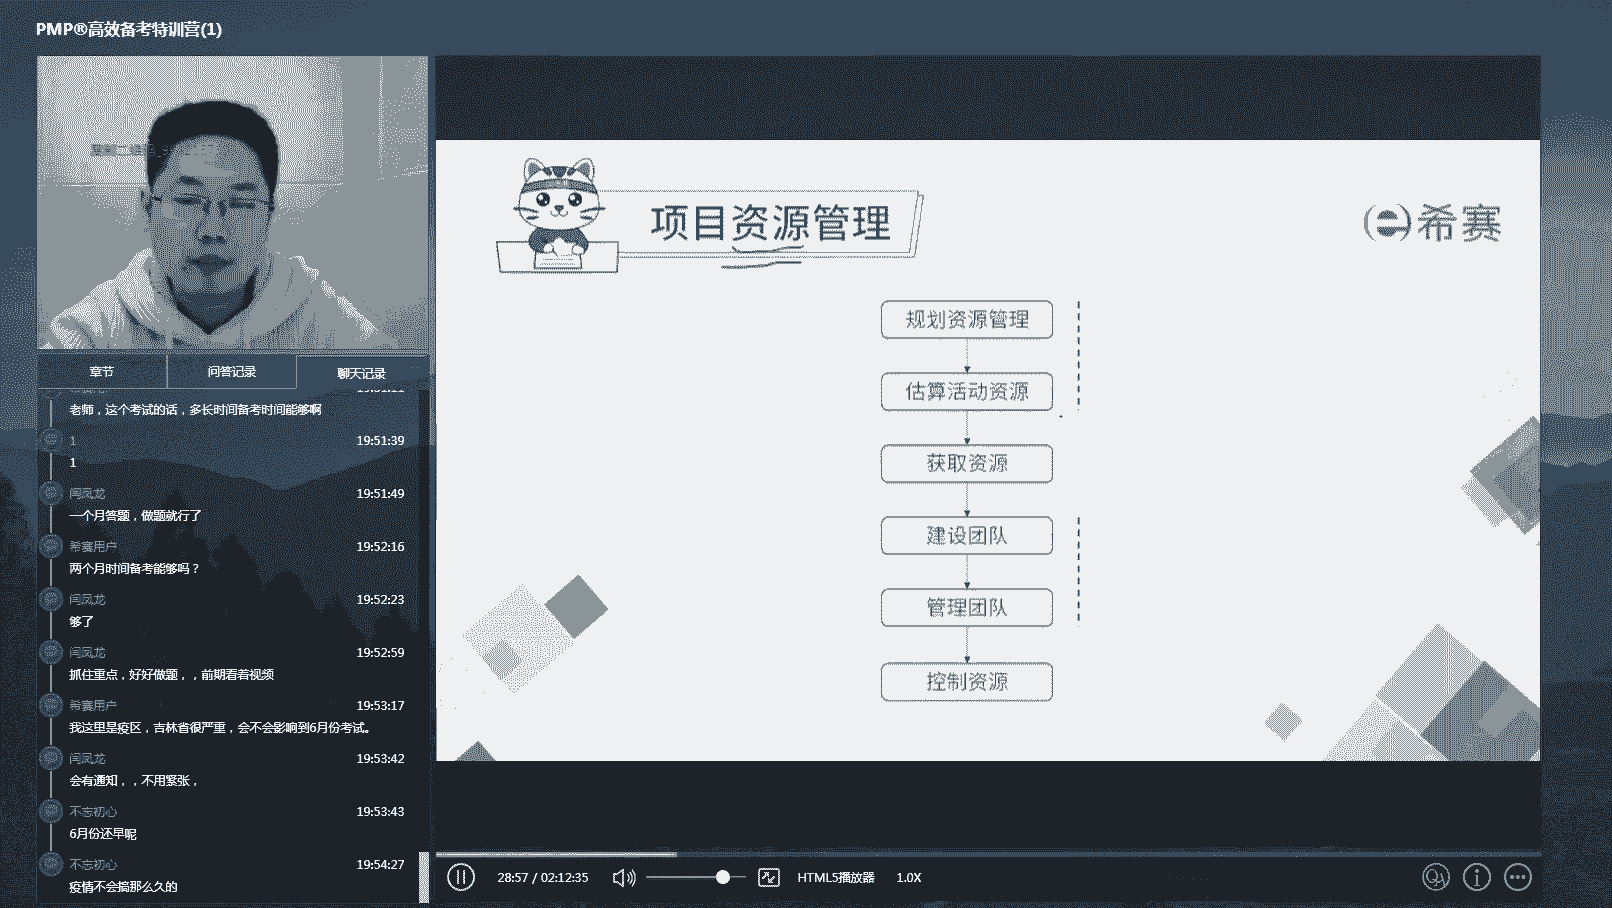 PMP®高效备考特训营(1)
章节
问答记录
聊天记录
老师，这个考试的话，多长时间备考时间能够啊
1
19:51:39
1
闫凤龙
19:51:49
一个月答题，做题就行了
希赛用户
19:52:16
两个月时间备考能够吗？
闫凤龙
19:52:23
够了
闫凤龙
19:52:59
抓住重点，好好做题，，前期看着视频
希赛用户
19:53:17
我这里是疫区，吉林省很严重，会不会影响到6月份考试。
闫凤龙
19:53:42
会有通知，，不用紧张，
不忘初心
19:53:43
6月份还早呢
不忘初心
19:54:27
疫情不会搞那么久的
项目资源管理
希赛
规划资源管理
估算活动资源
获取资源
建设团队
管理团队
控制资源
28:57 / 02:12:35
HTML5播放器
1.0X